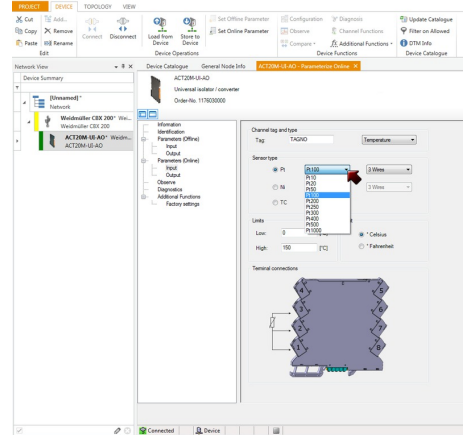 PROJECT DEVICE TOPOLOGY VIEW
Cut Add... Load from Device Store to Device Set Offline Parameter Configuration Diagnosis Update Catalogue
Copy Remove Connect Disconnect Set Online Parameter Observe Channel Functions Filter on Allowed
Paste Rename Compare Additional Functions DTM Info
Edit Device Operations Device Functions Device Catalogue
Network View Device Catalogue General Node Info ACT20M-UI-AO - Parameterize Online
Device Summary
[Unnamed]*
Network
Weidmüller CBX 200* Wei...
Weidmüller CBX 200
ACT20M-UI-AO* Weidm...
ACT20M-UI-AO
ACT20M-UI-AO
Universal isolator / converter
Order-No: 1176030000
Information
Identification
Parameters (Offline)
Input
Output
Parameters (Online)
Input
Output
Observe
Diagnostics
Additional Functions
Factory settings
Channel tag and type
Tag: TAGNO Temperature
Sensor type
Pt Pt100 3 Wires
Pt10
Pt20
Pt50
Pt100
Pt200
Pt250
Pt300
Pt400
Pt500
Pt1000
Ni 3 Wires
TC
Limits
Low: 0
High: 150 [°C]
° Celsius
° Fahrenheit
Terminal connections
4 5
3 6
2 7
1 8
Connected Device